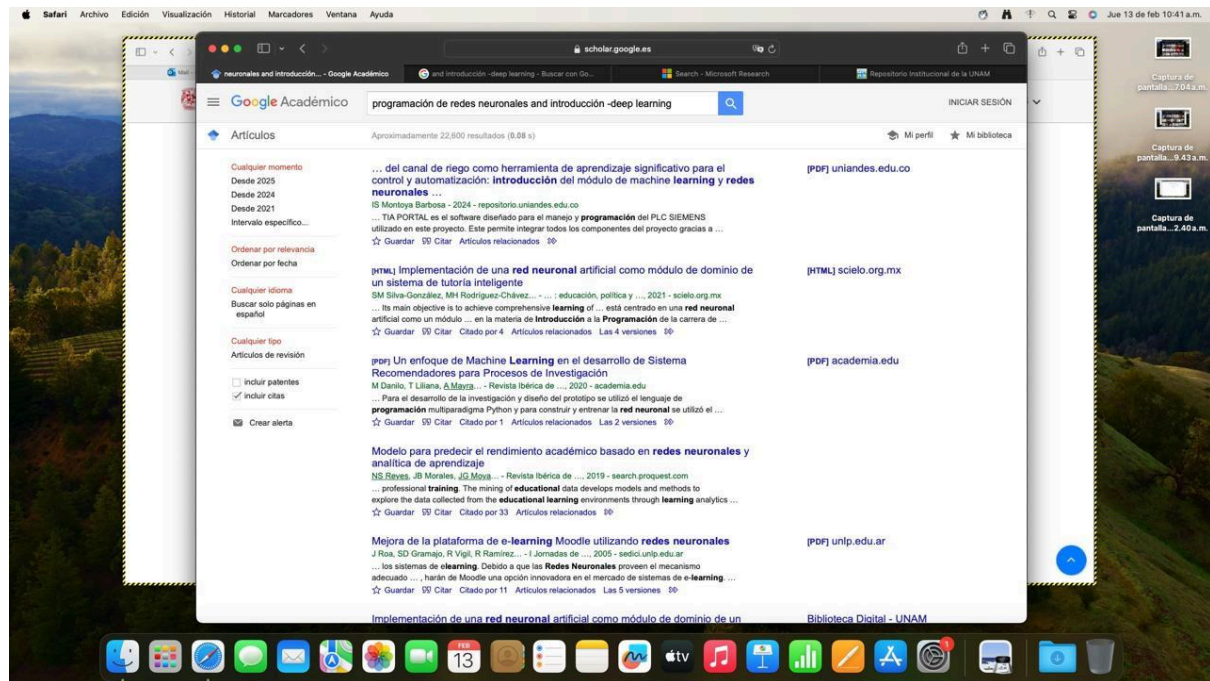 Safari Archivo Edición Visualización Historial Marcadores Ventana Ayuda
Jue 13 de feb 10:41 a.m.
scholar.google.es
neuronales and introducción... - Google Académico
and introducción -deep learning - Buscar con Go...
Search - Microsoft Research
Repositorio Institucional de la UNAM
Mail -
Google Académico
programación de redes neuronales and introducción -deep learning
INICIAR SESIÓN
Artículos
Aproximadamente 22,600 resultados (0.08 s)
Mi perfil
Mi biblioteca
Cualquier momento
Desde 2025
Desde 2024
Desde 2021
Intervalo específico...
Ordenar por relevancia
Ordenar por fecha
Cualquier idioma
Buscar solo páginas en
español
Cualquier tipo
Artículos de revisión
incluir patentes
incluir citas
Crear alerta
… del canal de riego como herramienta de aprendizaje significativo para el
control y automatización: introducción del módulo de machine learning y redes
neuronales …
IS Montoya Barbosa - 2024 - repositorio.uniandes.edu.co
… TIA PORTAL es el software diseñado para el manejo y programación del PLC SIEMENS
utilizado en este proyecto. Este permite integrar todos los componentes del proyecto gracias a …
Guardar Citar Artículos relacionados
[PDF] uniandes.edu.co
[HTML] Implementación de una red neuronal artificial como módulo de dominio de
un sistema de tutoría inteligente
SM Silva-González, MH Rodríguez-Chávez… - … : educación, política y …, 2021 - scielo.org.mx
… Its main objective is to achieve comprehensive learning of … está centrado en una red neuronal
artificial como un módulo … en la materia de Introducción a la Programación de la carrera de …
Guardar Citar Citado por 4 Artículos relacionados Las 4 versiones
[HTML] scielo.org.mx
[PDF] Un enfoque de Machine Learning en el desarrollo de Sistema
Recomendadores para Procesos de Investigación
M Danilo, T Liliana, A Mayra… - Revista Ibérica de …, 2020 - academia.edu
… Para el desarrollo de la investigación y diseño del prototipo se utilizó el lenguaje de
programación multiparadigma Python y para construir y entrenar la red neuronal se utilizó el …
Guardar Citar Citado por 1 Artículos relacionados Las 2 versiones
[PDF] academia.edu
Modelo para predecir el rendimiento académico basado en redes neuronales y
analítica de aprendizaje
NS Reyes, JB Morales, JG Moya… - Revista Ibérica de …, 2019 - search.proquest.com
… professional training. The mining of educational data develops models and methods to
explore the data collected from the educational learning environments through learning analytics …
Guardar Citar Citado por 33 Artículos relacionados
Mejora de la plataforma de e-learning Moodle utilizando redes neuronales
J Roa, SD Gramajo, R Vigil, R Ramírez… - I Jornadas de …, 2005 - sedici.unlp.edu.ar
… los sistemas de elearning. Debido a que las Redes Neuronales proveen el mecanismo
adecuado … , harán de Moodle una opción innovadora en el mercado de sistemas de e-learning. …
Guardar Citar Citado por 11 Artículos relacionados Las 5 versiones
[PDF] unlp.edu.ar
Implementación de una red neuronal artificial como módulo de dominio de un
Biblioteca Digital - UNAM
Captura de
pantalla...7.04 a.m.
Captura de
pantalla...9.43 a.m.
Captura de
pantalla...2.40 a.m.
FEB
13
tv
1